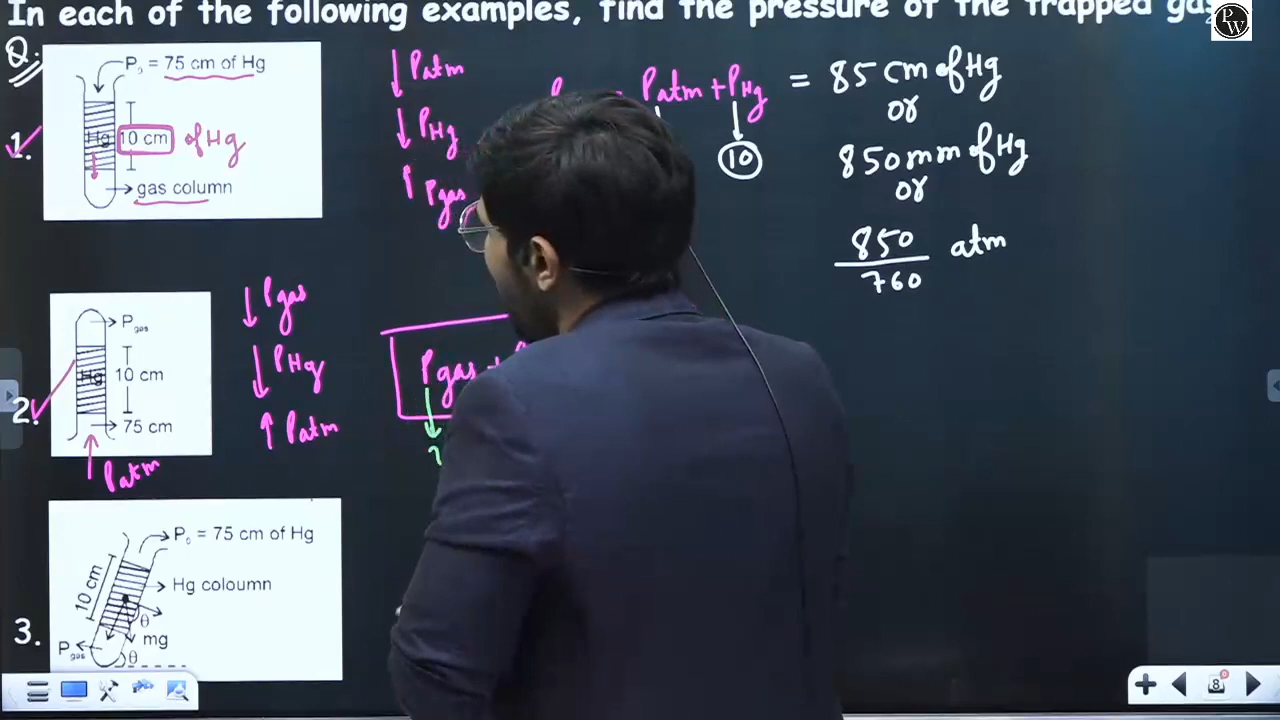 In each of the following examples, find the pressure of the trapped gas
PW
Q.
1.
P₀ = 75 cm of Hg
Hg 10 cm of Hg
gas column
Patm
PHg
Pgas
Patm + PHg = 85 cm of Hg
10
or
850 mm of Hg
or
850/760 atm
2.
Pgas
Hg 10 cm
75 cm
Patm
Pgas
PHg
Patm
Pgas +
?
3.
P₀ = 75 cm of Hg
10 cm
Hg coloumn
θ
mg
Pgas
θ
8